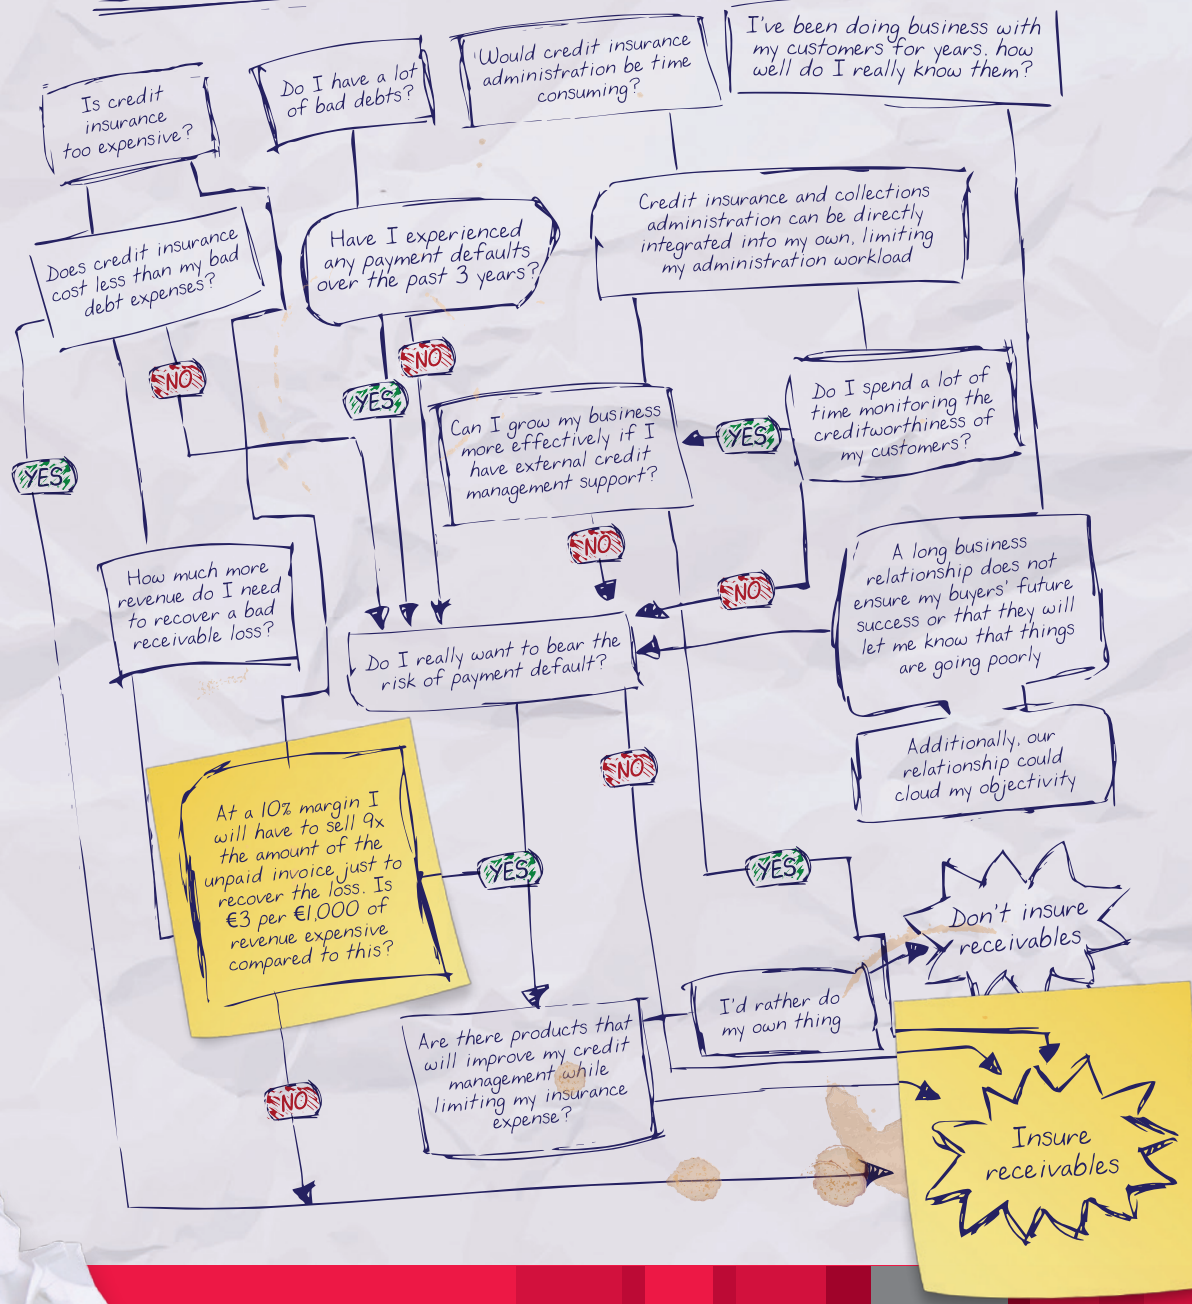 I've been doing business with
my customers for years. how
well do I really know them?
Would credit insurance
administration be time
consuming?
Do I have a lot
of bad debts?
Is credit
insurance
too expensive?
Credit insurance and collections
administration can be directly
integrated into my own, limiting
my administration workload
Have I experienced
any payment defaults
over the past 3 years?
Does credit insurance
cost less than my bad
debt expenses?
NO
NO
YES
Do I spend a lot of
time monitoring the
creditworthiness of
my customers?
YES
Can I grow my business
more effectively if I
have external credit
management support?
YES
NO
NO
A long business
relationship does not
ensure my buyers' future
success or that they will
let me know that things
are going poorly
How much more
revenue do I need
to recover a bad
receivable loss?
Do I really want to bear the
risk of payment default?
Additionally, our
relationship could
cloud my objectivity
NO
At a 10% margin I
will have to sell 9x
the amount of the
unpaid invoice just to
recover the loss. Is
€3 per €1,000 of
revenue expensive
compared to this?
YES
YES
Don't insure
receivables
I'd rather do
my own thing
Are there products that
will improve my credit
management while
limiting my insurance
expense?
NO
Insure
receivables